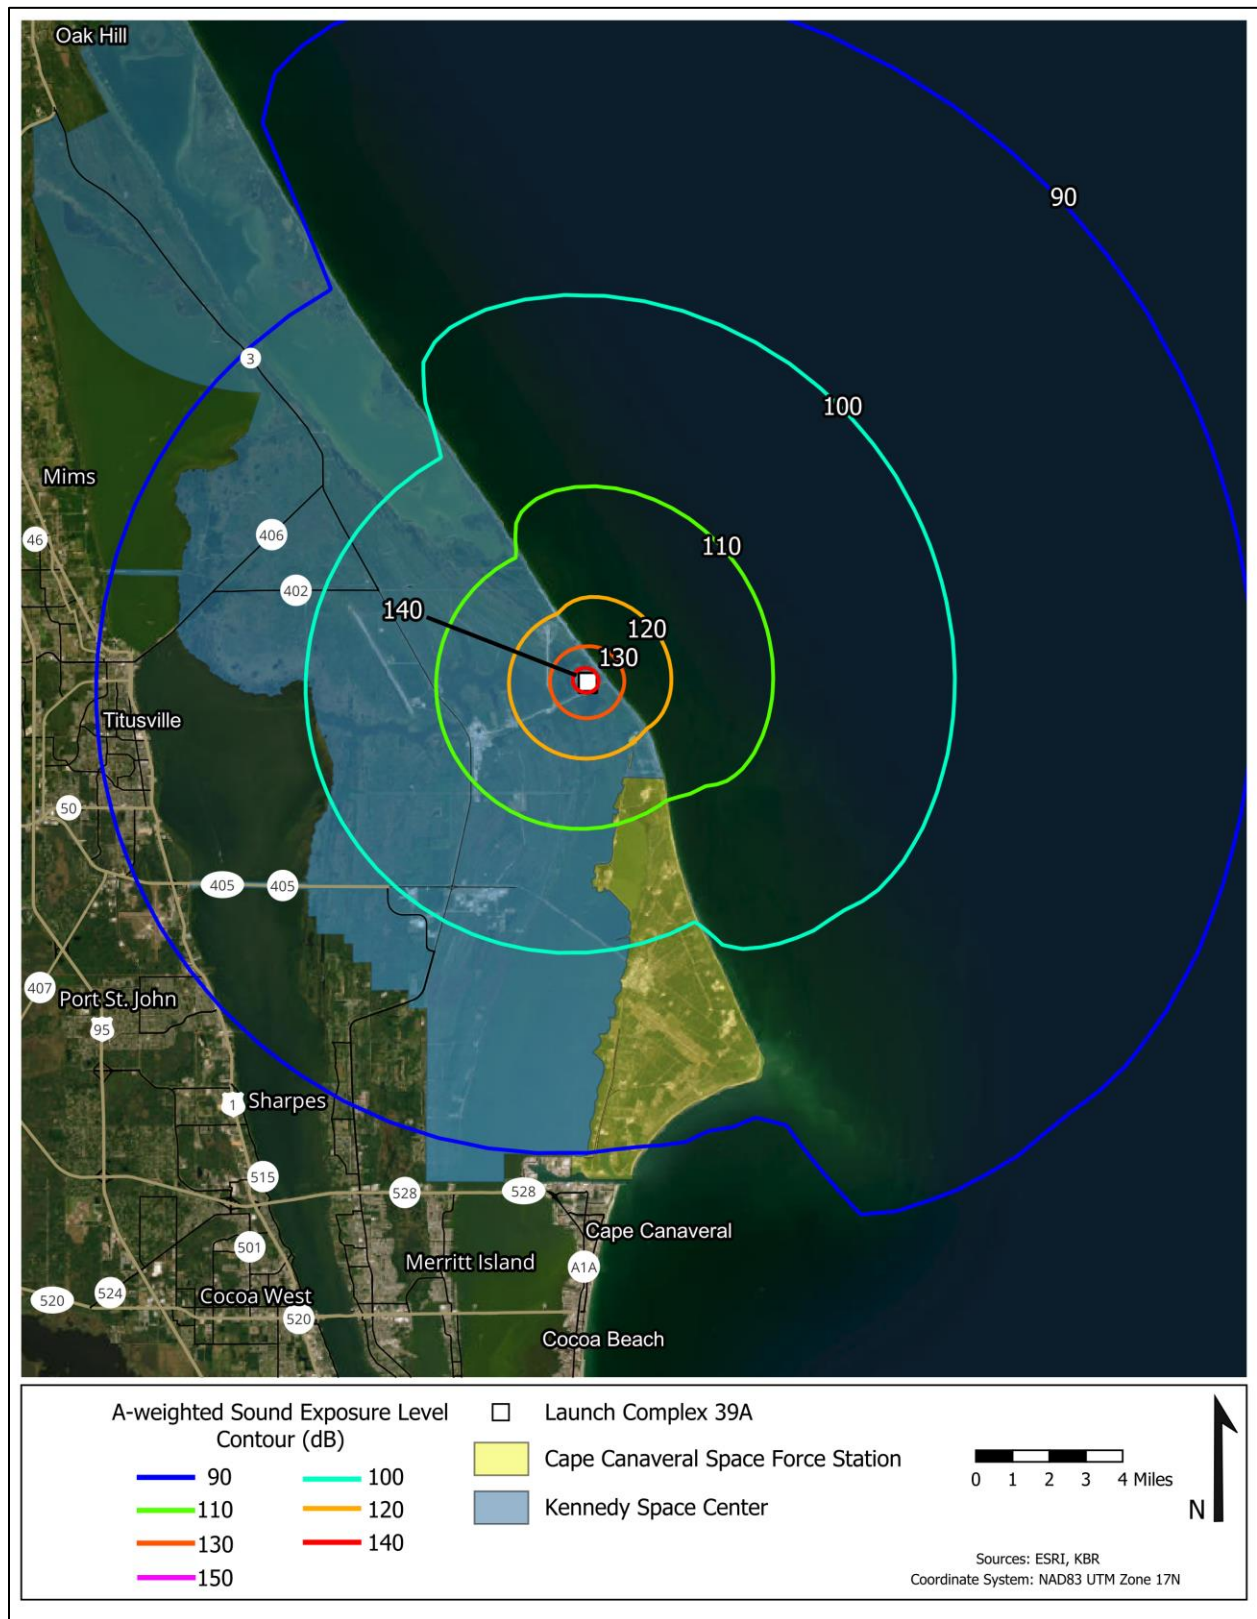 Oak Hill
90
3
100
Mims
406
46
110
402
140
120
130
Titusville
50
405
405
407
Port St. John
95
1
Sharpes
515
528
528
Cape Canaveral
501
Merritt Island
A1A
524
Cocoa West
520
520
Cocoa Beach
A-weighted Sound Exposure Level
Contour (dB)
90
100
110
120
130
140
150
Launch Complex 39A
Cape Canaveral Space Force Station
Kennedy Space Center
0 1 2 3 4 Miles
N
Sources: ESRI, KBR
Coordinate System: NAD83 UTM Zone 17N